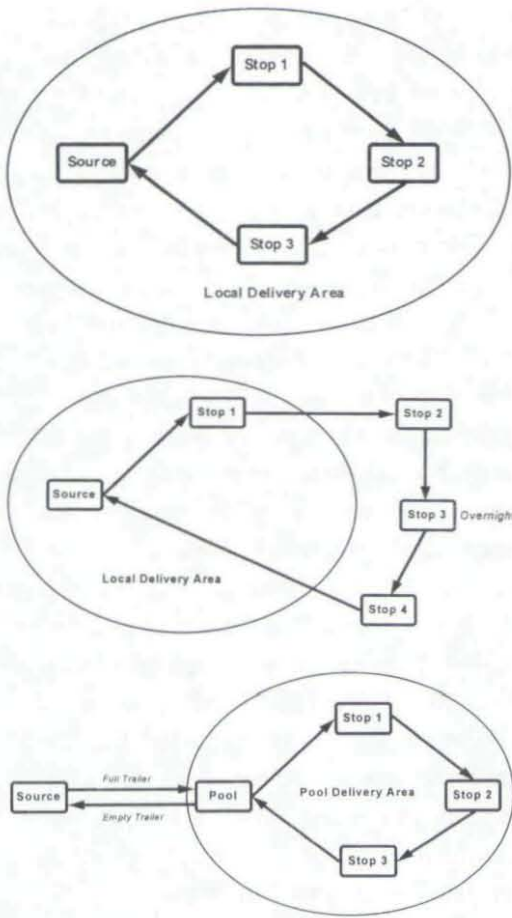 Stop 1
Source
Stop 2
Stop 3
Local Delivery Area
Stop 1
Stop 2
Source
Stop 3 Overnight
Local Delivery Area
Stop 4
Stop 1
Full Trailer
Source
Pool
Pool Delivery Area
Stop 2
Empty Trailer
Stop 3